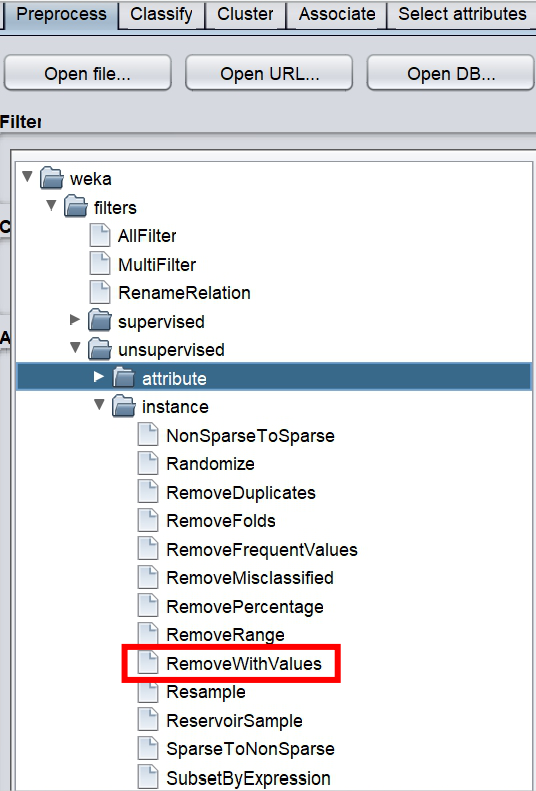 Preprocess Classify Cluster Associate Select attributes
Open file... Open URL... Open DB...
Filter
weka
filters
AllFilter
MultiFilter
RenameRelation
supervised
unsupervised
attribute
instance
NonSparseToSparse
Randomize
RemoveDuplicates
RemoveFolds
RemoveFrequentValues
RemoveMisclassified
RemovePercentage
RemoveRange
RemoveWithValues
Resample
ReservoirSample
SparseToNonSparse
SubsetByExpression